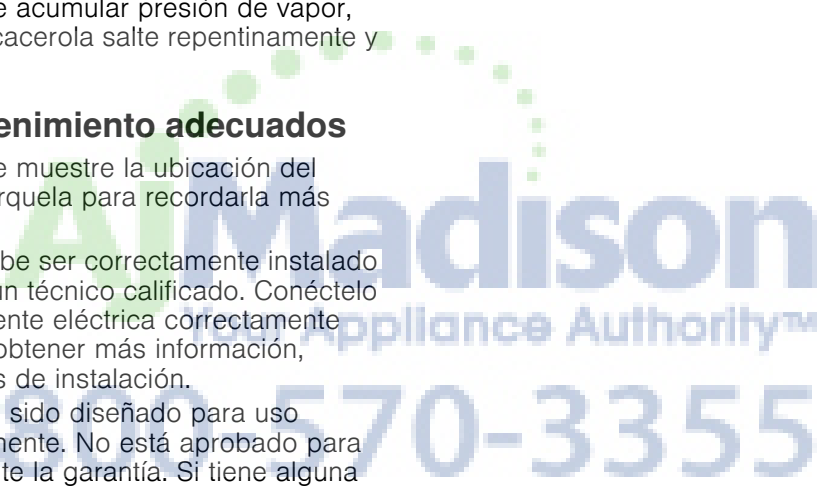 e acumular presión de vapor,
cacerola salte repentinamente y
enimiento adecuados
e muestre la ubicación del
rquela para recordarla más
be ser correctamente instalado
un técnico calificado. Conéctelo
ente eléctrica correctamente
obtener más información,
s de instalación.
sido diseñado para uso
mente. No está aprobado para
te la garantía. Si tiene alguna
AjMadison
Your Appliance Authority™
800-570-3355